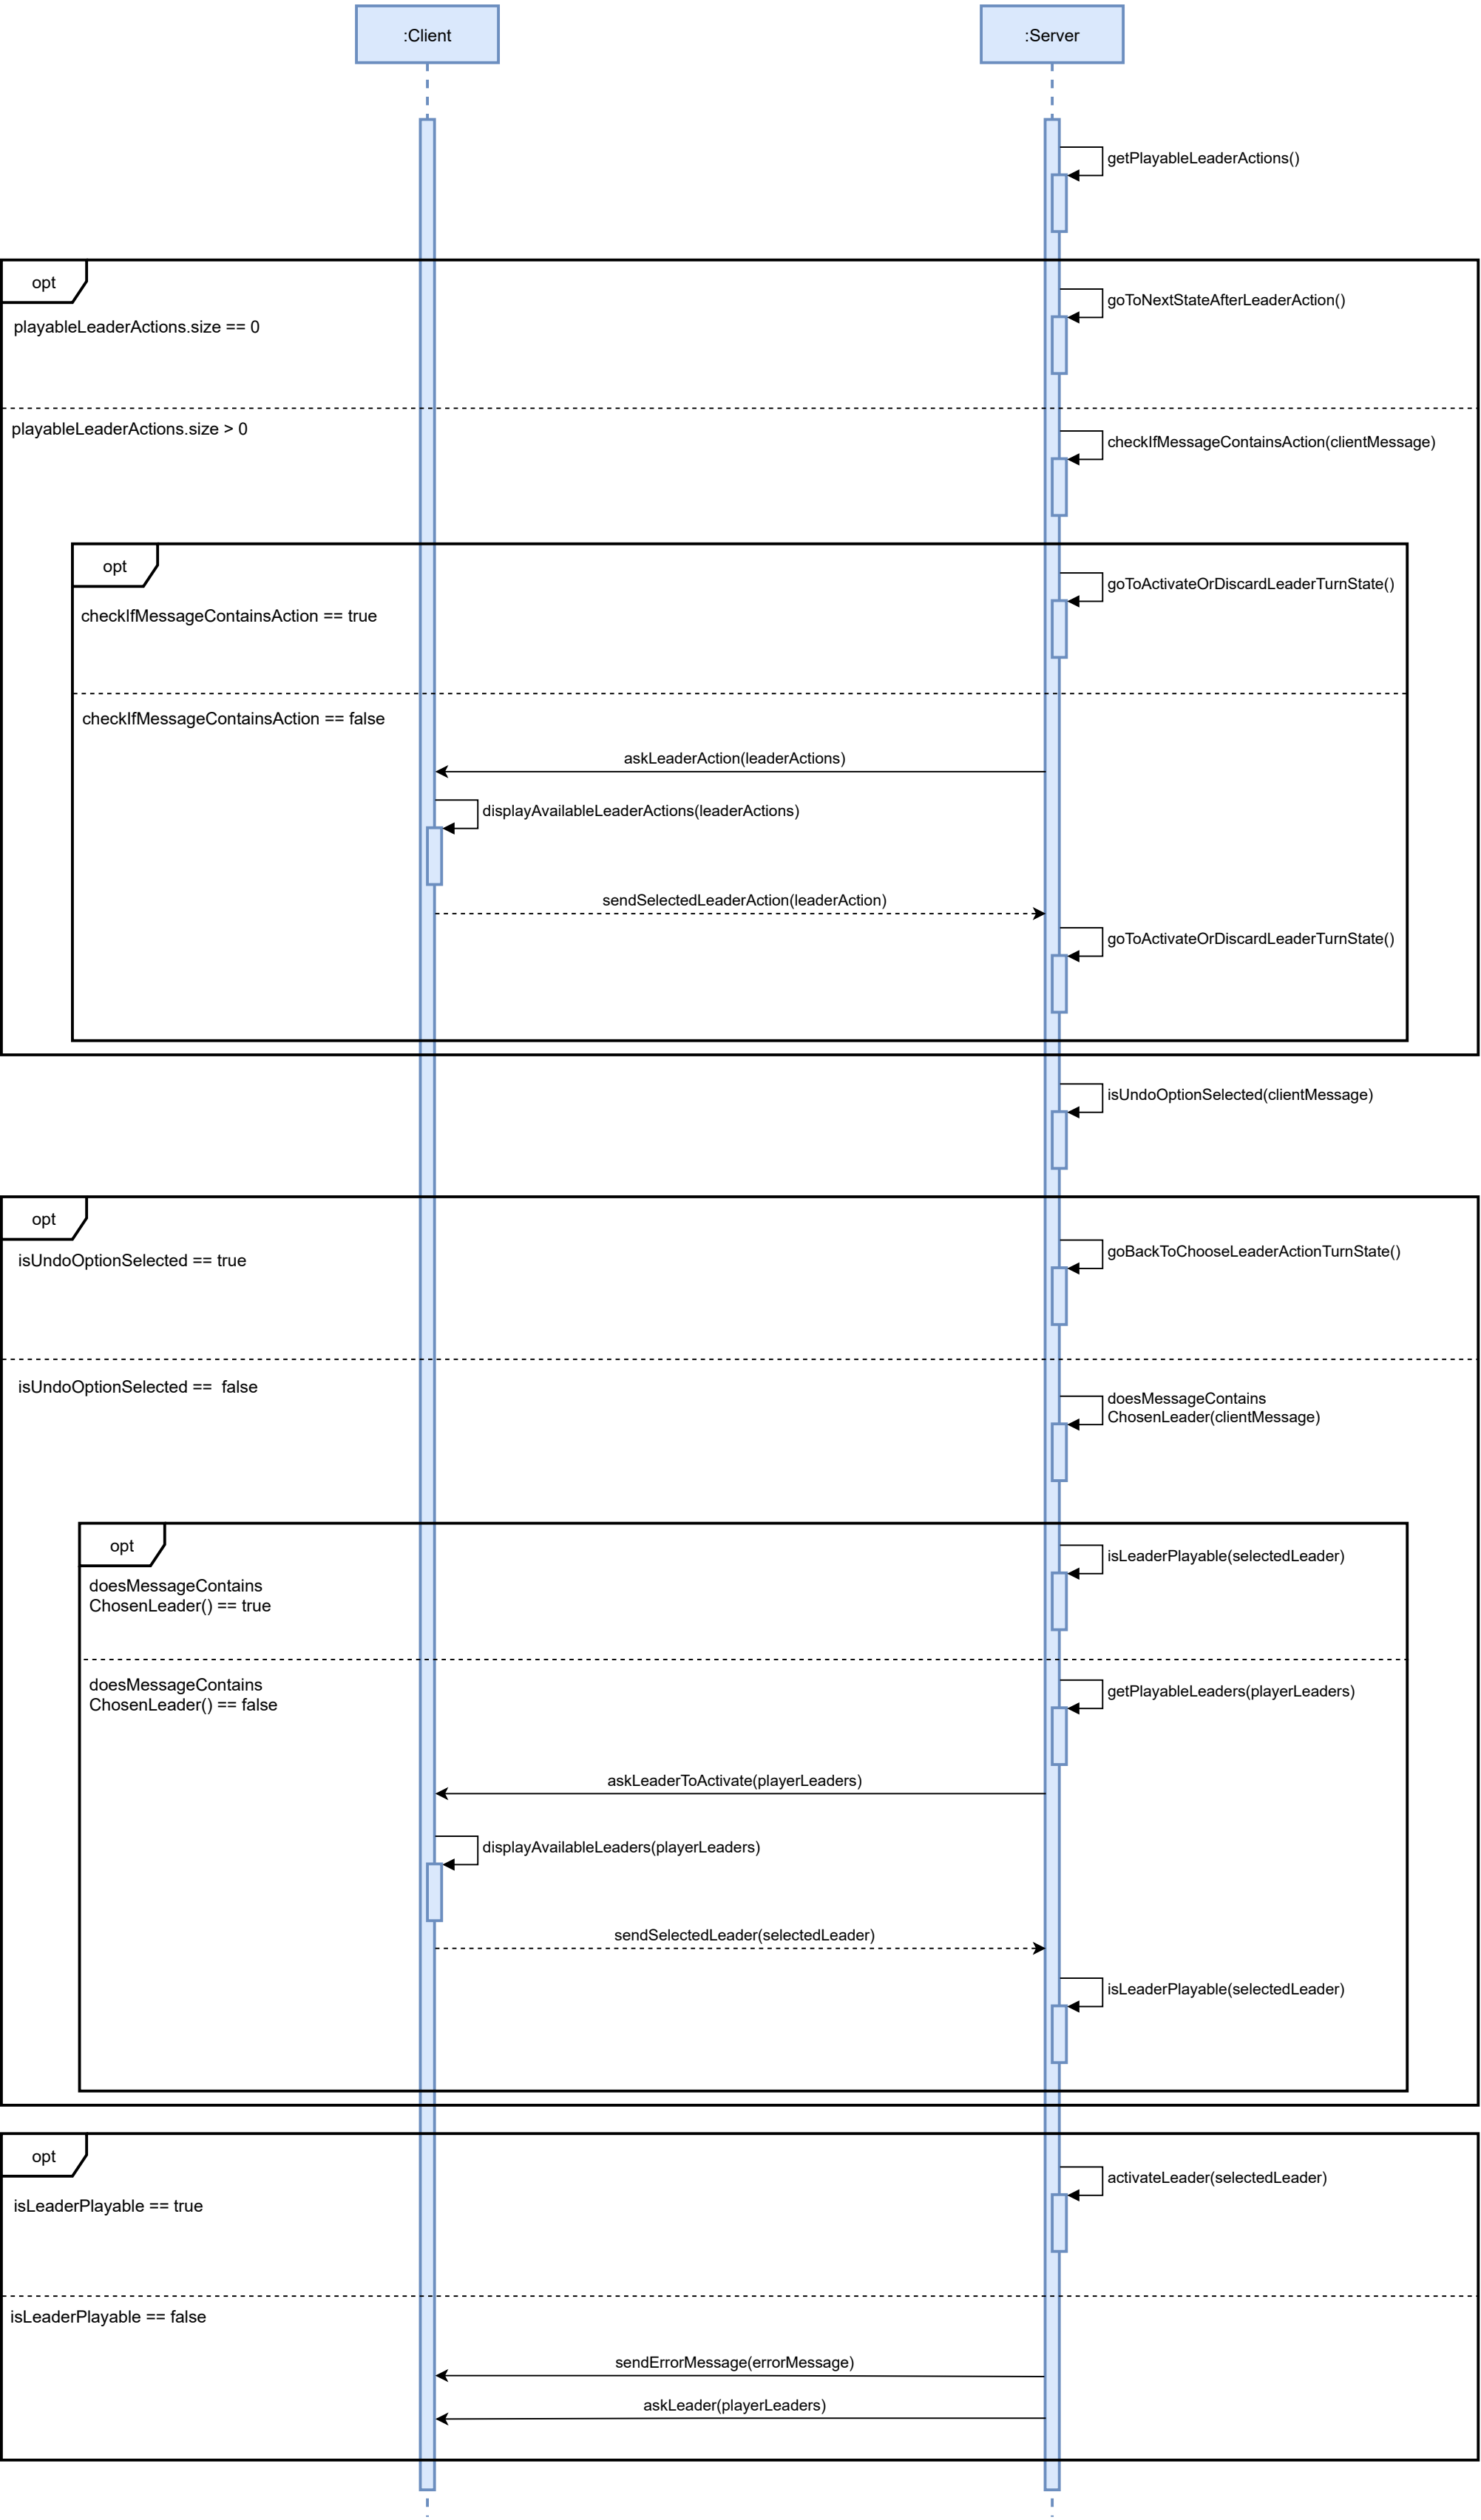 :Client
:Server
getPlayableLeaderActions()
opt
goToNextStateAfterLeaderAction()
playableLeaderActions.size == 0
playableLeaderActions.size > 0
checkIfMessageContainsAction(clientMessage)
opt
goToActivateOrDiscardLeaderTurnState()
checkIfMessageContainsAction == true
checkIfMessageContainsAction == false
askLeaderAction(leaderActions)
displayAvailableLeaderActions(leaderActions)
sendSelectedLeaderAction(leaderAction)
goToActivateOrDiscardLeaderTurnState()
isUndoOptionSelected(clientMessage)
opt
goBackToChooseLeaderActionTurnState()
isUndoOptionSelected == true
isUndoOptionSelected ==  false
doesMessageContains
ChosenLeader(clientMessage)
opt
isLeaderPlayable(selectedLeader)
doesMessageContains
ChosenLeader() == true
doesMessageContains
ChosenLeader() == false
getPlayableLeaders(playerLeaders)
askLeaderToActivate(playerLeaders)
displayAvailableLeaders(playerLeaders)
sendSelectedLeader(selectedLeader)
isLeaderPlayable(selectedLeader)
opt
activateLeader(selectedLeader)
isLeaderPlayable == true
isLeaderPlayable == false
sendErrorMessage(errorMessage)
askLeader(playerLeaders)